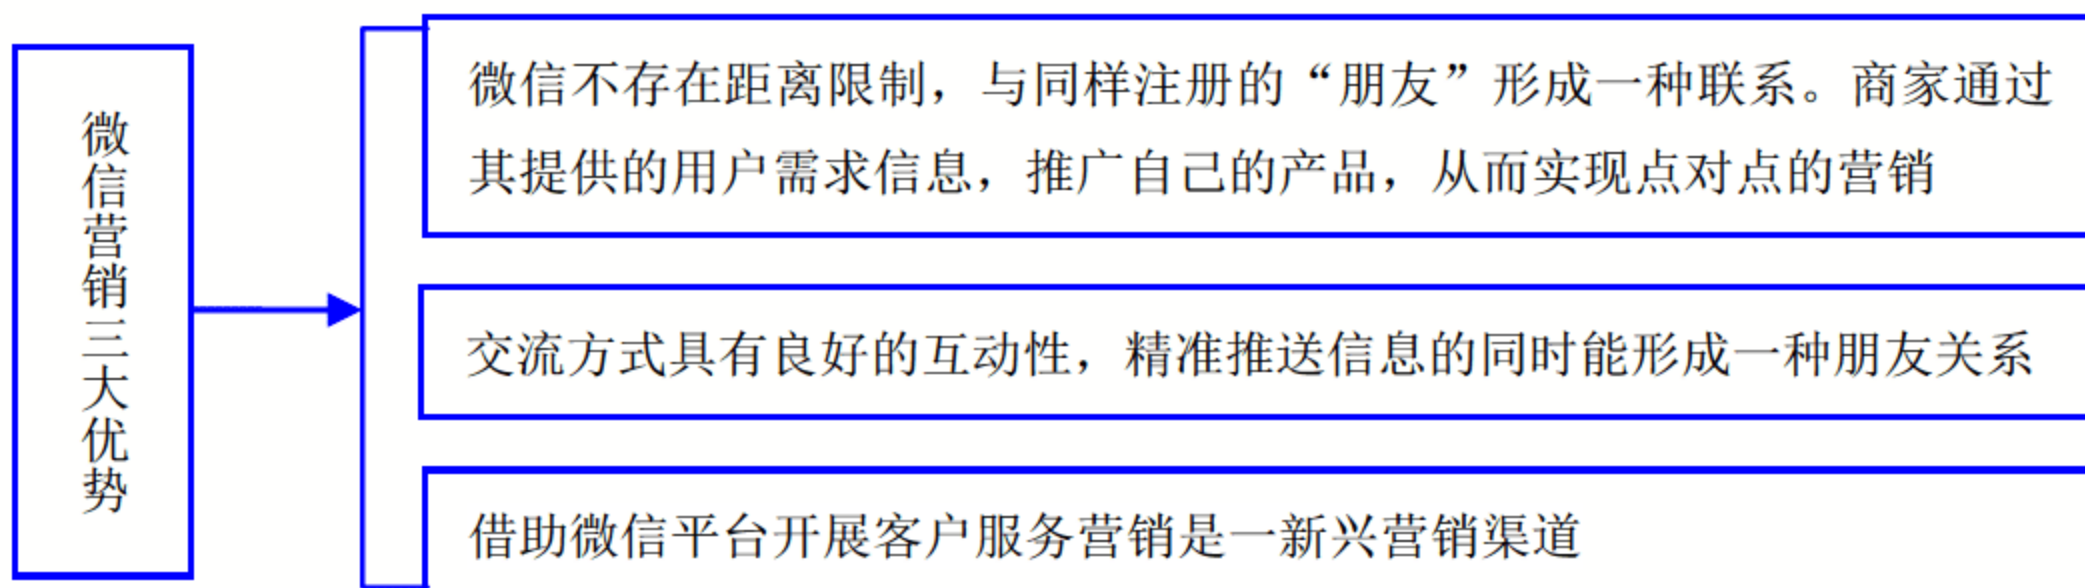 微信营销三大优势
微信不存在距离限制，与同样注册的“朋友”形成一种联系。商家通过
其提供的用户需求信息，推广自己的产品，从而实现点对点的营销
交流方式具有良好的互动性，精准推送信息的同时能形成一种朋友关系
借助微信平台开展客户服务营销是一新兴营销渠道